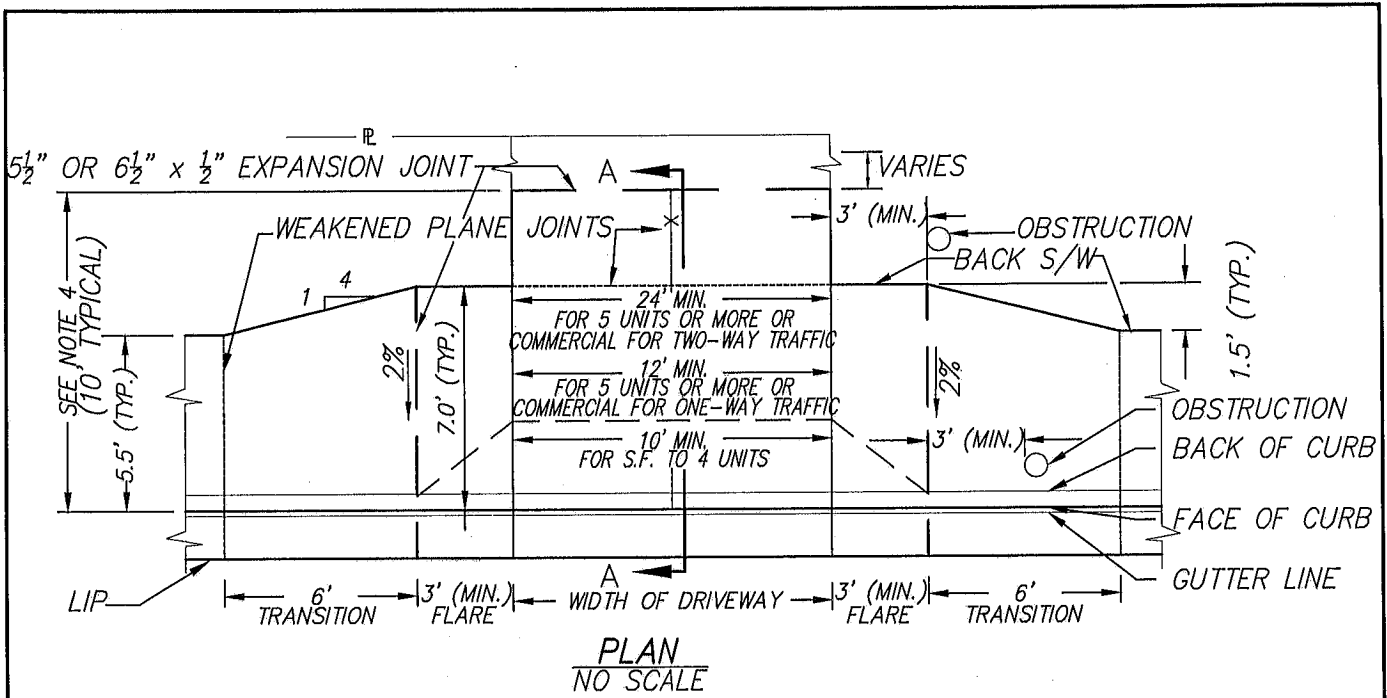 ℄
5½" OR 6½" x ½" EXPANSION JOINT
A
VARIES
3' (MIN.)
WEAKENED PLANE JOINTS
OBSTRUCTION
BACK S/W
1
4
SEE NOTE 4
(10' TYPICAL)
5.5' (TYP.)
2%
7.0' (TYP.)
24' MIN.
FOR 5 UNITS OR MORE OR
COMMERCIAL FOR TWO-WAY TRAFFIC
12' MIN.
FOR 5 UNITS OR MORE OR
COMMERCIAL FOR ONE-WAY TRAFFIC
10' MIN.
FOR S.F. TO 4 UNITS
2%
1.5' (TYP.)
3' (MIN.)
OBSTRUCTION
BACK OF CURB
FACE OF CURB
GUTTER LINE
LIP
A
6'
TRANSITION
3' (MIN.)
FLARE
WIDTH OF DRIVEWAY
3' (MIN.)
FLARE
6'
TRANSITION
PLAN
NO SCALE